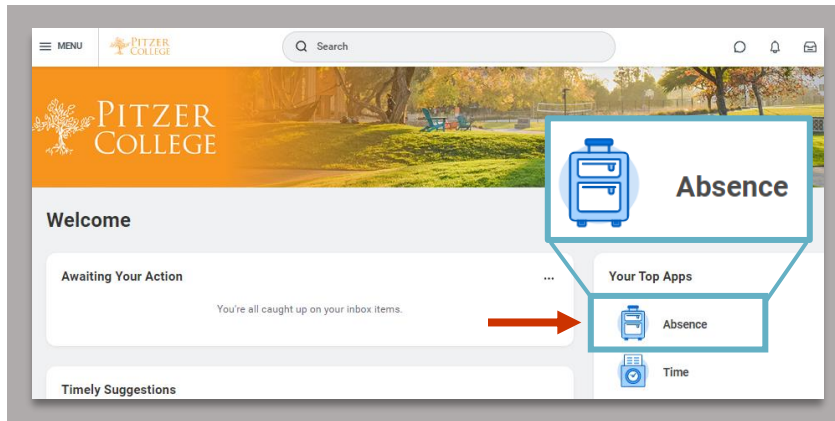 MENU
PITZER
COLLEGE
Search
PITZER
COLLEGE
Absence
Welcome
Awaiting Your Action
...
You're all caught up on your inbox items.
Your Top Apps
Absence
Time
Timely Suggestions